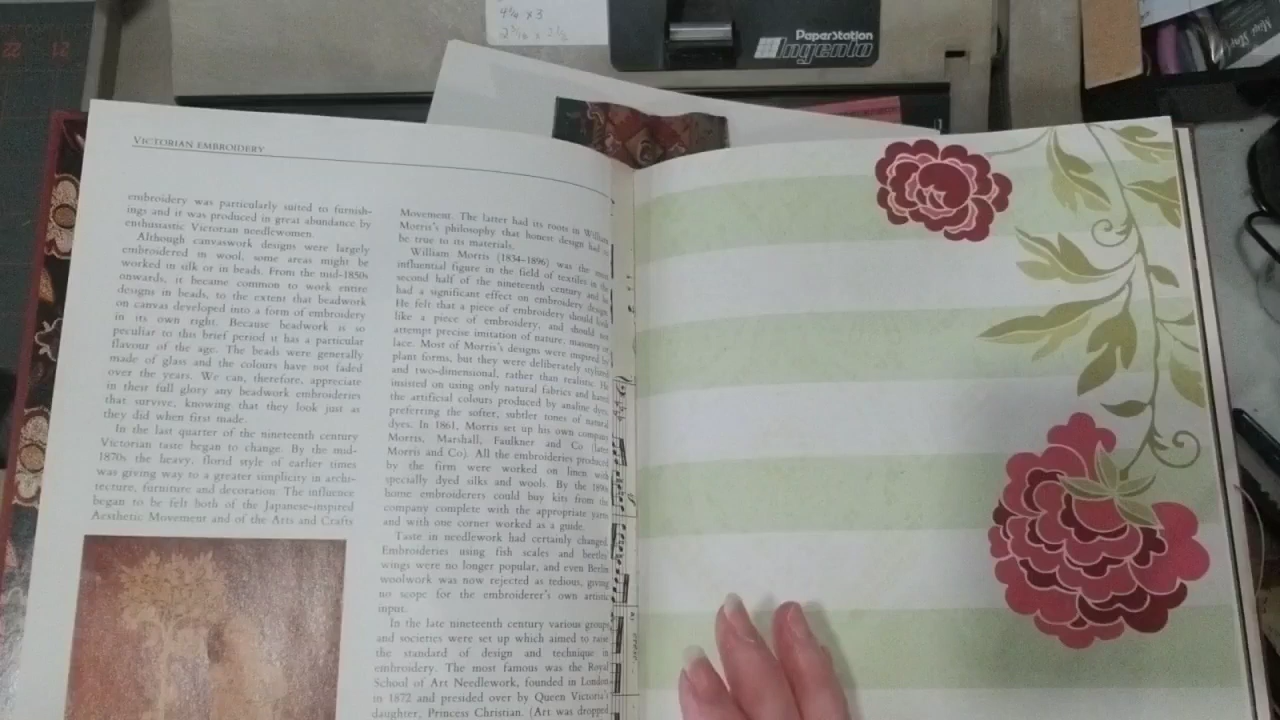 4 3/4 x 3
PaperStation
Ingento
22
21
VICTORIAN EMBROIDERY
embroidery was particularly suited to furnish-
ings and it was produced in great abundance by
enthusiastic Victorian needlewomen.
Although canvaswork designs were largely
embroidered in wool, some areas might be
worked in silk or in beads. From the mid-1850s
onwards, it became common to work entire
designs in beads, to the extent that beadwork
on canvas developed into a form of embroidery
in its own right. Because beadwork is so
peculiar to this brief period it has a particular
flavour of the age. The beads were generally
made of glass and the colours have not faded
over the years. We can, therefore, appreciate
in their full glory any beadwork embroideries
that survive, knowing that they look just as
they did when first made.
In the last quarter of the nineteenth century
Victorian taste began to change. By the mid-
1870s the heavy, florid style of earlier times
was giving way to a greater simplicity in archi-
tecture, furniture and decoration. The influence
began to be felt both of the Japanese-inspired
Aesthetic Movement and of the Arts and Crafts
Movement. The latter had its roots in William
Morris's philosophy that honest design had to
be true to its materials.
William Morris (1834–1896) was the most
influential figure in the field of textiles in the
second half of the nineteenth century and he
had a significant effect on embroidery design.
He felt that a piece of embroidery should look
like a piece of embroidery, and should not
attempt precise imitation of nature, masonry or
lace. Most of Morris's designs were inspired by
plant forms, but they were deliberately stylized
and two-dimensional, rather than realistic. He
insisted on using only natural fabrics and hated
the artificial colours produced by analine dyes,
preferring the softer, subtler tones of natural
dyes. In 1861, Morris set up his own company
Morris, Marshall, Faulkner and Co (later
Morris and Co). All the embroideries produced
by the firm were worked on linen with
specially dyed silks and wools. By the 1890s
home embroiderers could buy kits from the
company complete with the appropriate yarns
and with one corner worked as a guide.
Taste in needlework had certainly changed.
Embroideries using fish scales and beetles'
wings were no longer popular, and even Berlin
woolwork was now rejected as tedious, giving
no scope for the embroiderer's own artistic
input.
In the late nineteenth century various groups
and societies were set up which aimed to raise
the standard of design and technique in
embroidery. The most famous was the Royal
School of Art Needlework, founded in London
in 1872 and presided over by Queen Victoria's
daughter, Princess Christian. (Art was dropped